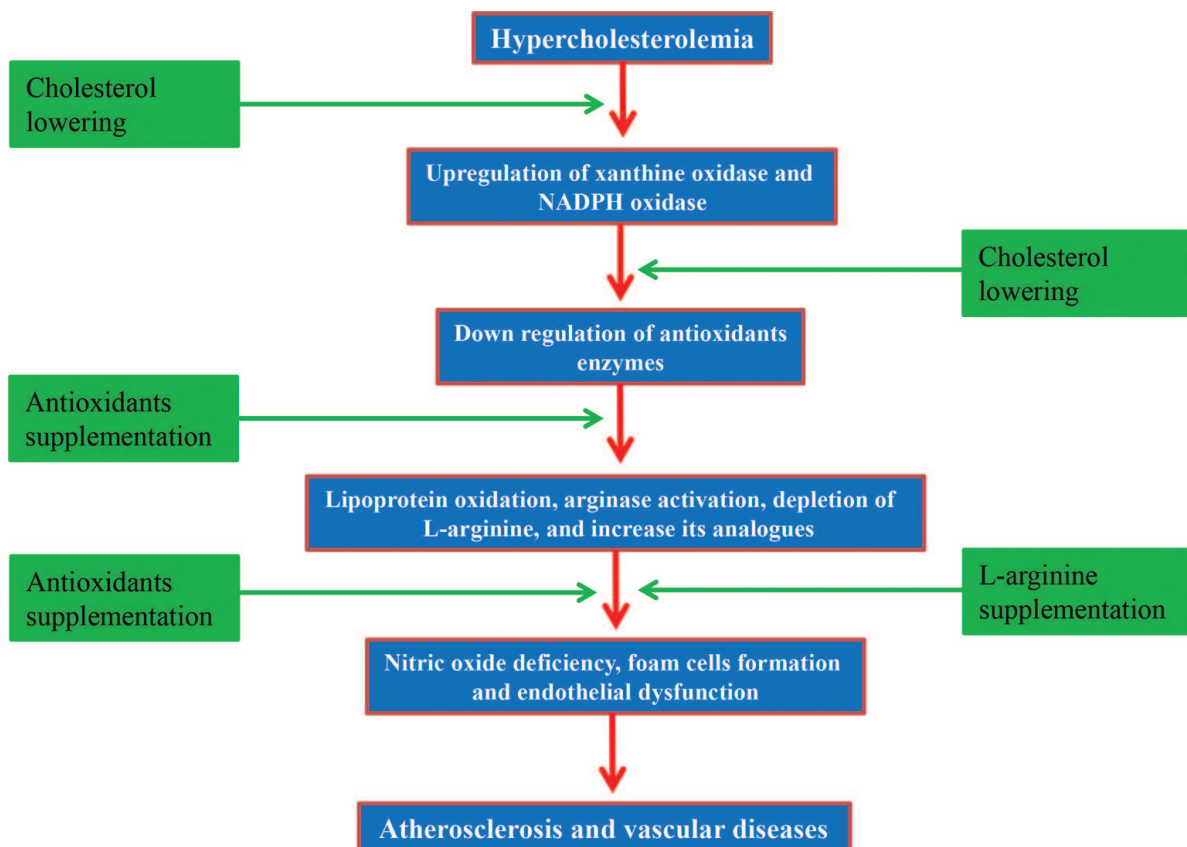 Hypercholesterolemia
Cholesterol
lowering
Upregulation of xanthine oxidase and
NADPH oxidase
Cholesterol
lowering
Down regulation of antioxidants
enzymes
Antioxidants
supplementation
Lipoprotein oxidation, arginase activation, depletion of
L-arginine, and increase its analogues
Antioxidants
supplementation
L-arginine
supplementation
Nitric oxide deficiency, foam cells formation
and endothelial dysfunction
Atherosclerosis and vascular diseases